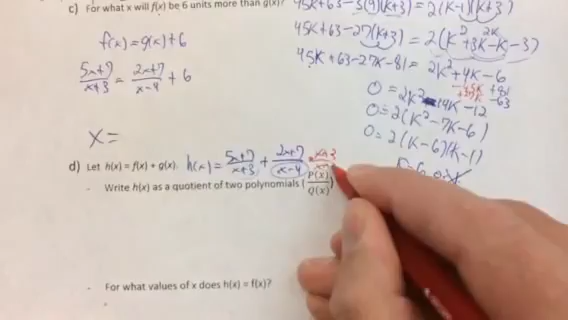 c) For what x will f(x) be 6 units more than g(x)?
f(x) = g(x) + 6
5x+7/x+3 = 2x+7/x-4 + 6
x =
45k+63-3(9)(k+3) = 2(k-1)(k+3)
45k+63-27(k+3) = 2(k²+3k-k-3)
2k
45k+63-27k-81 = 2k²+4k-6
0 = 2k²-14k-12
0 = 2(k²-7k-6)
0 = 2(k-6)(k-1)
d) Let h(x) = f(x) + g(x). h(x) = 5x+7/x+3 + 2x+7/x-4
- Write h(x) as a quotient of two polynomials (P(x)/Q(x))
- For what values of x does h(x) = f(x)?